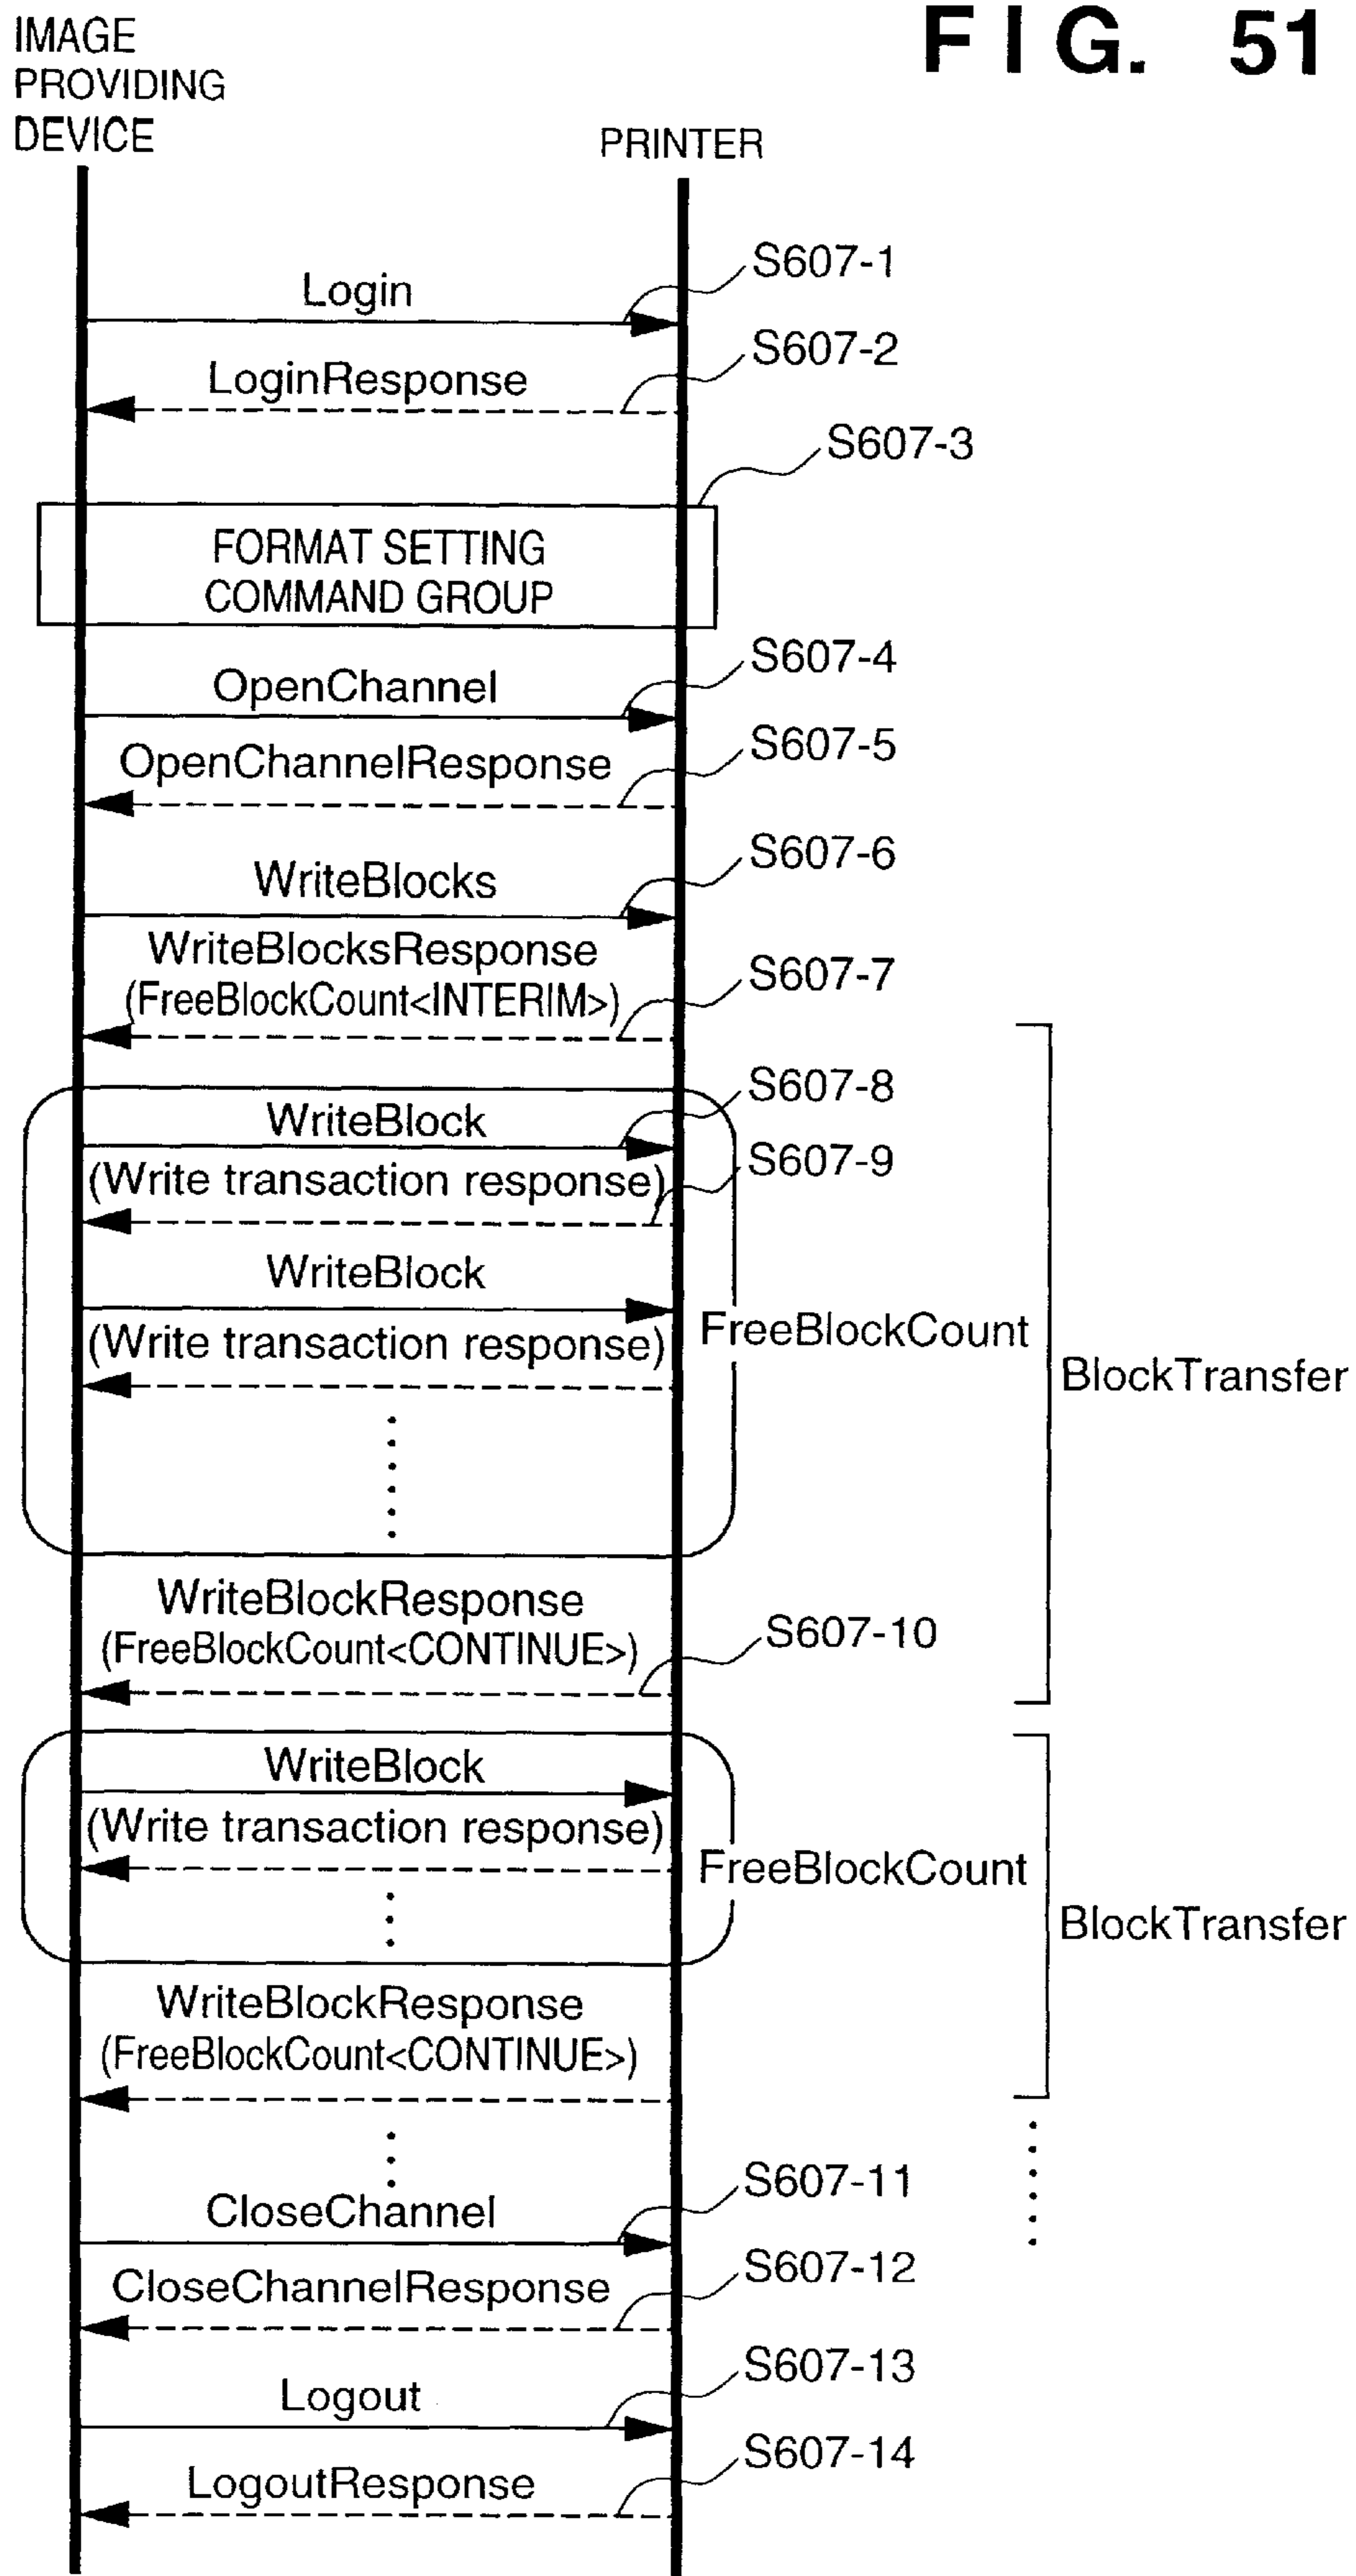 FIG. 51
IMAGE
PROVIDING
DEVICE
PRINTER
S607-1
Login
S607-2
LoginResponse
S607-3
FORMAT SETTING
COMMAND GROUP
S607-4
OpenChannel
S607-5
OpenChannelResponse
S607-6
WriteBlocks
WriteBlocksResponse
(FreeBlockCount<INTERIM>)
S607-7
S607-8
WriteBlock
S607-9
(Write transaction response)
WriteBlock
(Write transaction response)
FreeBlockCount
BlockTransfer
WriteBlockResponse
(FreeBlockCount<CONTINUE>)
S607-10
WriteBlock
(Write transaction response)
FreeBlockCount
BlockTransfer
WriteBlockResponse
(FreeBlockCount<CONTINUE>)
S607-11
CloseChannel
S607-12
CloseChannelResponse
S607-13
Logout
S607-14
LogoutResponse